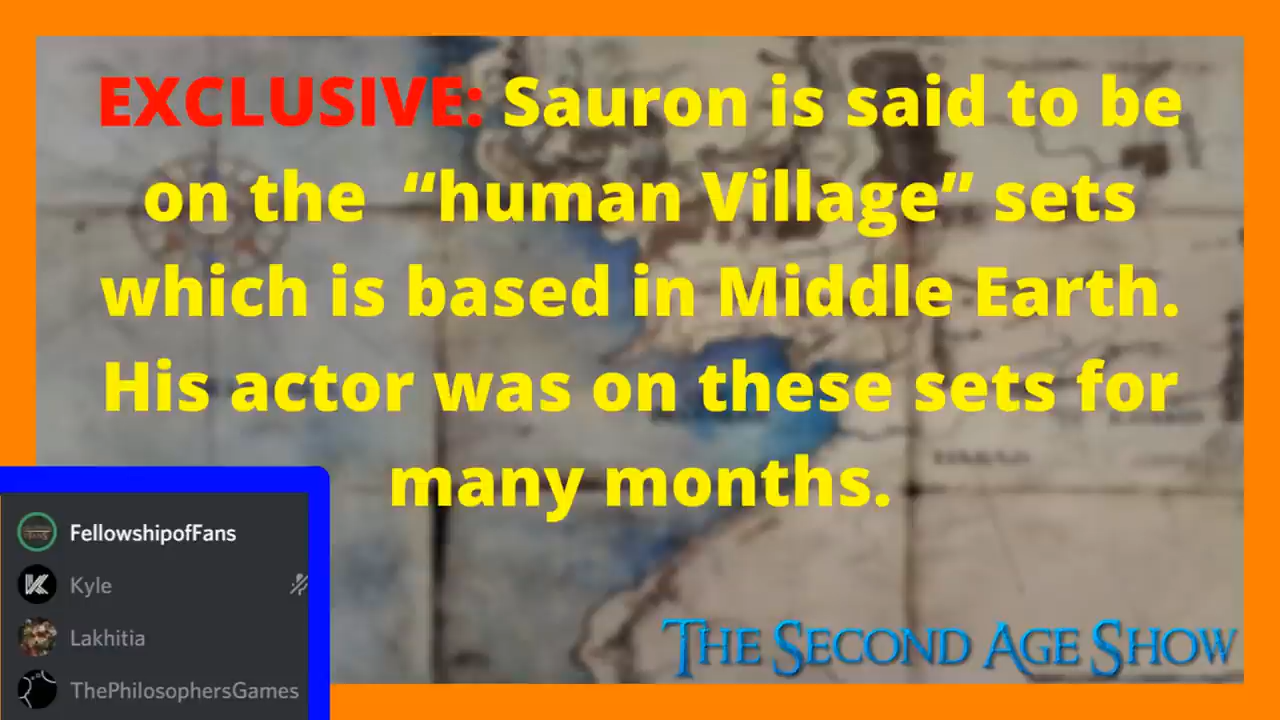 EXCLUSIVE: Sauron is said to be
on the “human Village” sets
which is based in Middle Earth.
His actor was on these sets for
many months.
FellowshipofFans
Kyle
Lakhitia
ThePhilosophersGames
THE SECOND AGE SHOW